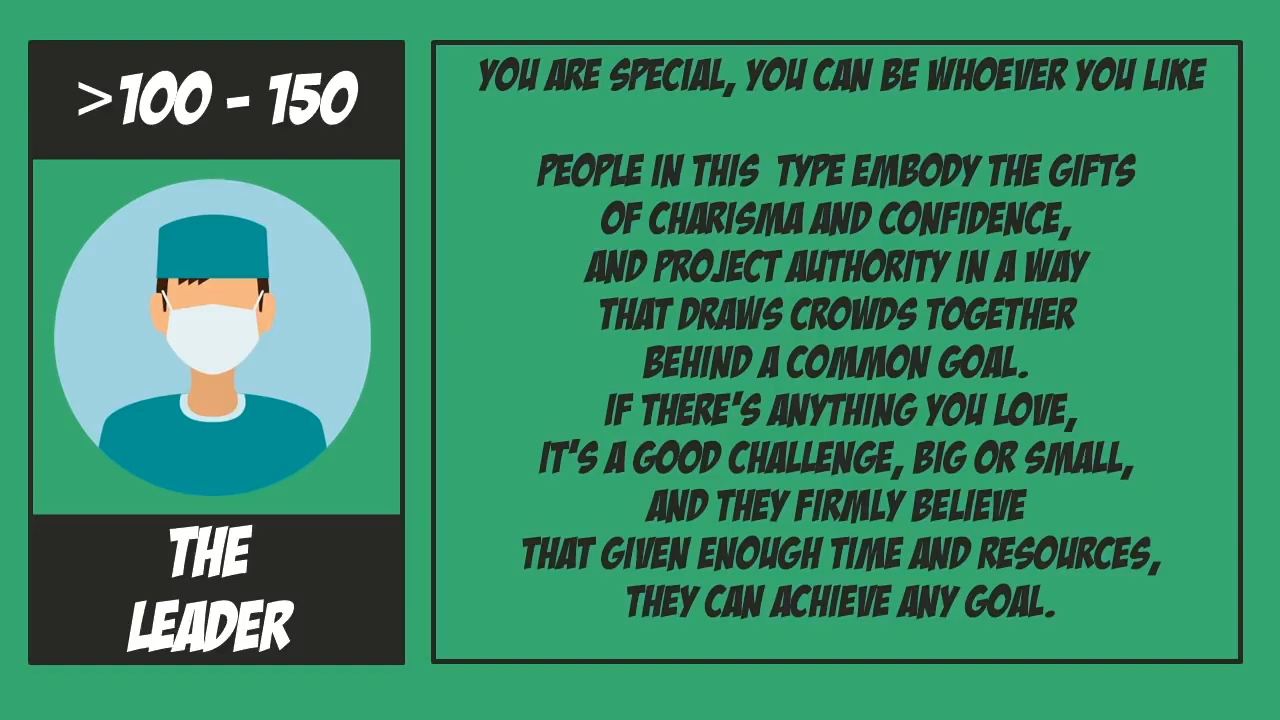 >100 - 150
THE
LEADER
YOU ARE SPECIAL, YOU CAN BE WHOEVER YOU LIKE
PEOPLE IN THIS TYPE EMBODY THE GIFTS
OF CHARISMA AND CONFIDENCE,
AND PROJECT AUTHORITY IN A WAY
THAT DRAWS CROWDS TOGETHER
BEHIND A COMMON GOAL.
IF THERE'S ANYTHING YOU LOVE,
IT'S A GOOD CHALLENGE, BIG OR SMALL,
AND THEY FIRMLY BELIEVE
THAT GIVEN ENOUGH TIME AND RESOURCES,
THEY CAN ACHIEVE ANY GOAL.